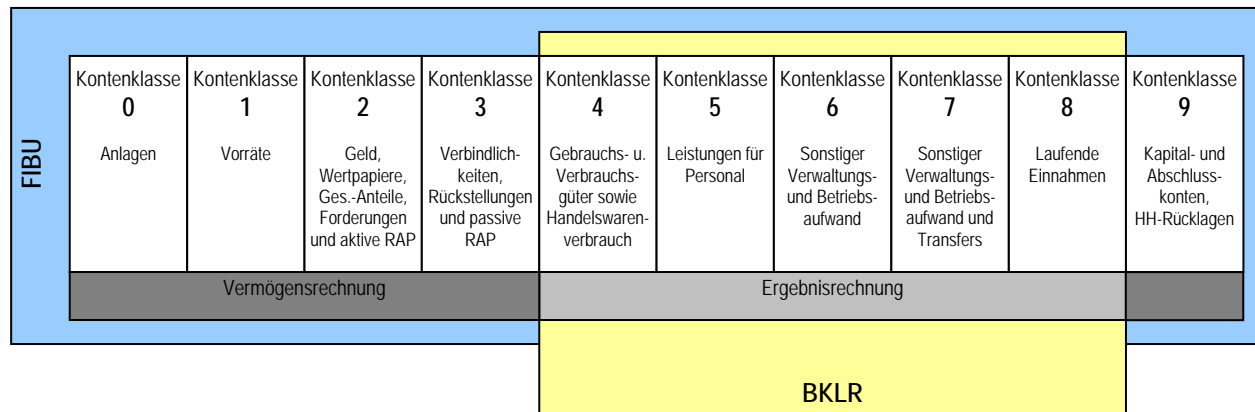 FIBU
Kontenklasse
0
Anlagen
Kontenklasse
1
Vorräte
Kontenklasse
2
Geld,
Wertpapiere,
Ges.-Anteile,
Forderungen
und aktive RAP
Kontenklasse
3
Verbindlich-
keiten,
Rückstellungen
und passive
RAP
Kontenklasse
4
Gebrauchs- u.
Verbrauchs-
güter sowie
Handelswaren-
verbrauch
Kontenklasse
5
Leistungen für
Personal
Kontenklasse
6
Sonstiger
Verwaltungs-
und Betriebs-
aufwand
Kontenklasse
7
Sonstiger
Verwaltungs-
und Betriebs-
aufwand und
Transfers
Kontenklasse
8
Laufende
Einnahmen
Kontenklasse
9
Kapital- und
Abschluss-
konten,
HH-Rücklagen
Vermögensrechnung
Ergebnisrechnung
BKLR